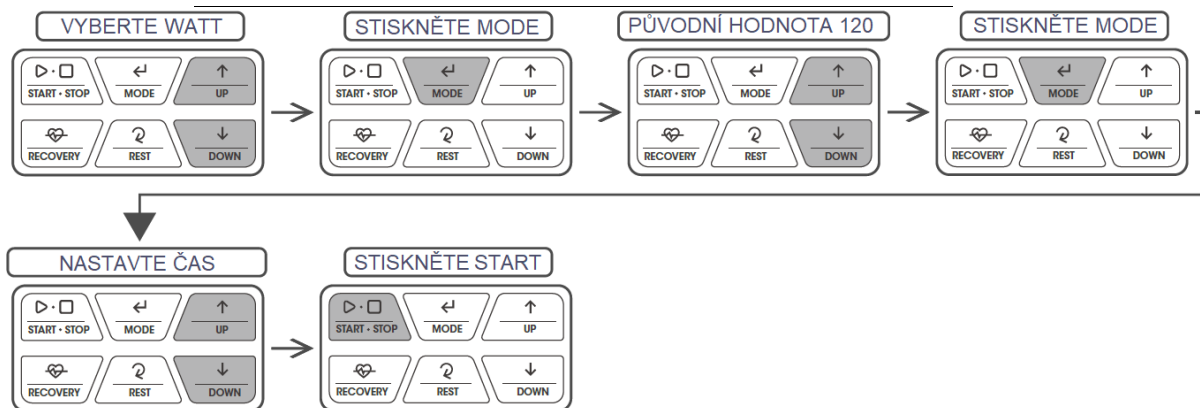 VYBERTE WATT
START • STOP MODE UP
RECOVERY REST DOWN
STISKNĚTE MODE
START • STOP MODE UP
RECOVERY REST DOWN
PŮVODNÍ HODNOTA 120
START • STOP MODE UP
RECOVERY REST DOWN
STISKNĚTE MODE
START • STOP MODE UP
RECOVERY REST DOWN
NASTAVTE ČAS
START • STOP MODE UP
RECOVERY REST DOWN
STISKNĚTE START
START • STOP MODE UP
RECOVERY REST DOWN